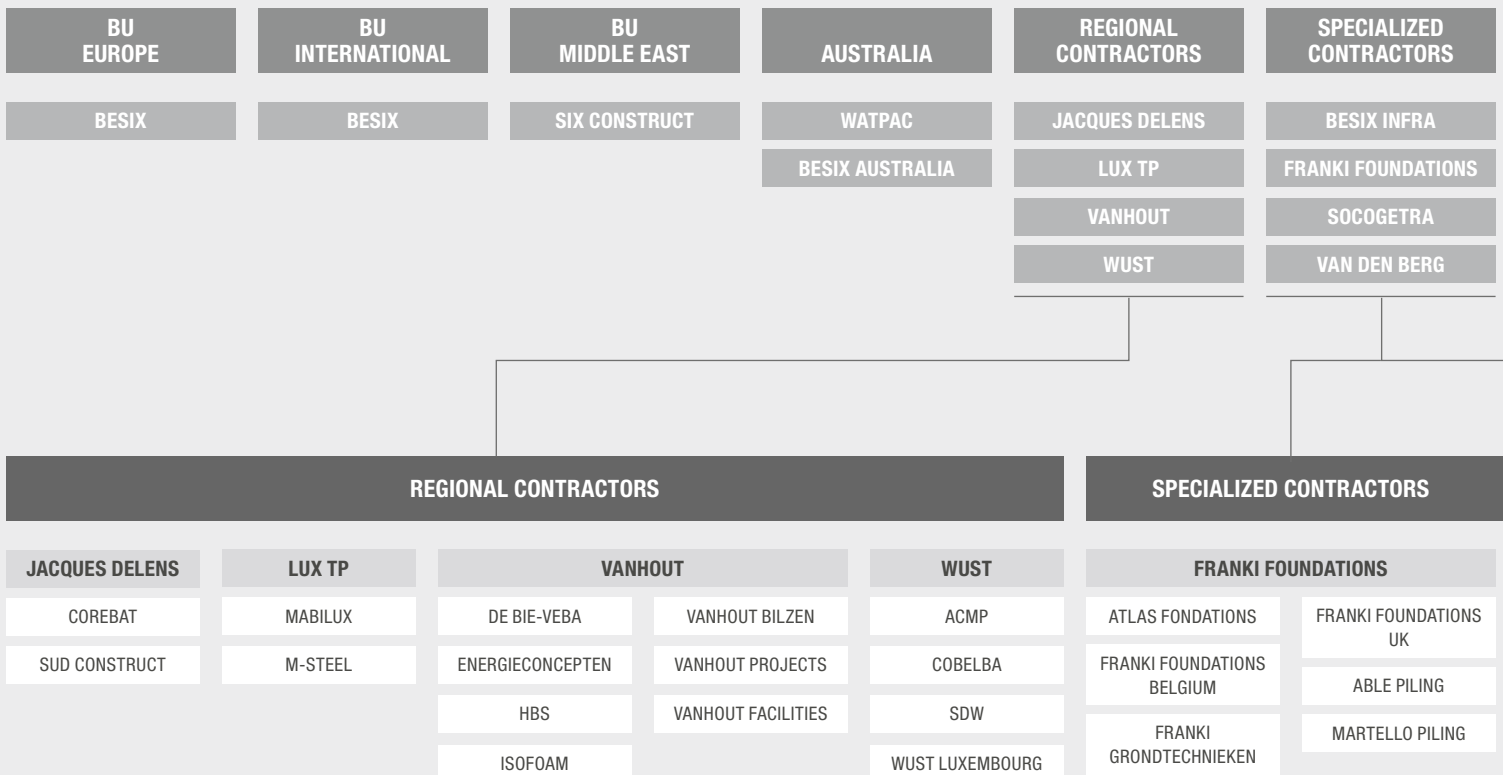 BU
EUROPE
BU
INTERNATIONAL
BU
MIDDLE EAST
AUSTRALIA
REGIONAL
CONTRACTORS
SPECIALIZED
CONTRACTORS
BESIX
BESIX
SIX CONSTRUCT
WATPAC
BESIX AUSTRALIA
JACQUES DELENS
LUX TP
VANHOUT
WUST
BESIX INFRA
FRANKI FOUNDATIONS
SOCOGETRA
VAN DEN BERG
REGIONAL CONTRACTORS
JACQUES DELENS
COREBAT
SUD CONSTRUCT
LUX TP
MABILUX
M-STEEL
VANHOUT
DE BIE-VEBA
ENERGIECONCEPTEN
HBS
ISOFOAM
VANHOUT BILZEN
VANHOUT PROJECTS
VANHOUT FACILITIES
WUST
ACMP
COBELBA
SDW
WUST LUXEMBOURG
SPECIALIZED CONTRACTORS
FRANKI FOUNDATIONS
ATLAS FONDATIONS
FRANKI FOUNDATIONS
BELGIUM
FRANKI
GRONDTECHNIEKEN
FRANKI FOUNDATIONS
UK
ABLE PILING
MARTELLO PILING